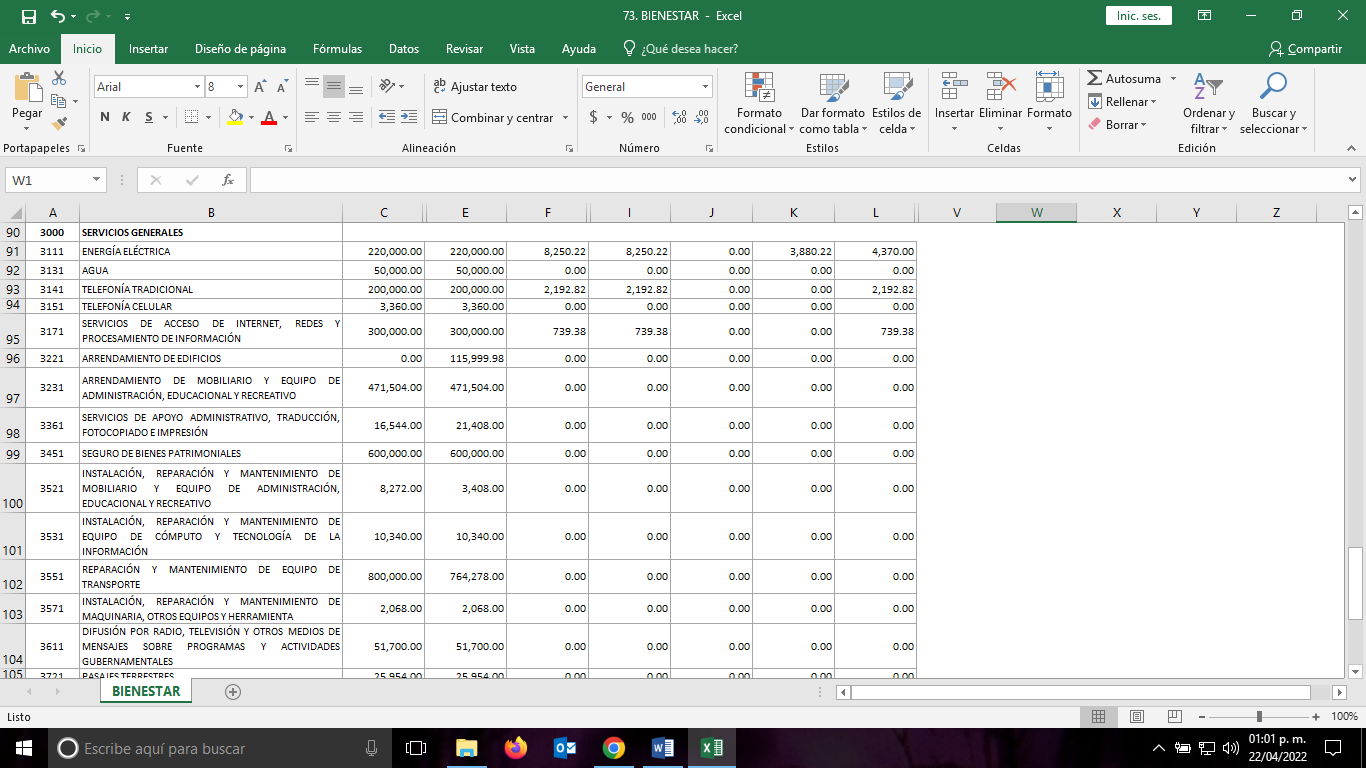 73. BIENESTAR - Excel
Inic. ses.
Archivo Inicio Insertar Diseño de página Fórmulas Datos Revisar Vista Ayuda ¿Qué desea hacer? Compartir
Pegar
Portapapeles
Arial 8
N K S
Fuente
Ajustar texto
Combinar y centrar
Alineación
General
$ % 000
Número
Formato condicional
Dar formato como tabla
Estilos de celda
Estilos
Insertar Eliminar Formato
Celdas
Autosuma
Rellenar
Borrar
Ordenar y filtrar
Buscar y seleccionar
Edición
W1 fx
A B C E F I J K L V W X Y Z
90 3000 SERVICIOS GENERALES
91 3111 ENERGÍA ELÉCTRICA 220,000.00 220,000.00 8,250.22 8,250.22 0.00 3,880.22 4,370.00
92 3131 AGUA 50,000.00 50,000.00 0.00 0.00 0.00 0.00 0.00
93 3141 TELEFONÍA TRADICIONAL 200,000.00 200,000.00 2,192.82 2,192.82 0.00 0.00 2,192.82
94 3151 TELEFONÍA CELULAR 3,360.00 3,360.00 0.00 0.00 0.00 0.00 0.00
95 3171 SERVICIOS DE ACCESO DE INTERNET, REDES Y
PROCESAMIENTO DE INFORMACIÓN 300,000.00 300,000.00 739.38 739.38 0.00 0.00 739.38
96 3221 ARRENDAMIENTO DE EDIFICIOS 0.00 115,999.98 0.00 0.00 0.00 0.00 0.00
97 3231 ARRENDAMIENTO DE MOBILIARIO Y EQUIPO DE
ADMINISTRACIÓN, EDUCACIONAL Y RECREATIVO 471,504.00 471,504.00 0.00 0.00 0.00 0.00 0.00
98 3361 SERVICIOS DE APOYO ADMINISTRATIVO, TRADUCCIÓN,
FOTOCOPIADO E IMPRESIÓN 16,544.00 21,408.00 0.00 0.00 0.00 0.00 0.00
99 3451 SEGURO DE BIENES PATRIMONIALES 600,000.00 600,000.00 0.00 0.00 0.00 0.00 0.00
100 3521 INSTALACIÓN, REPARACIÓN Y MANTENIMIENTO DE
MOBILIARIO Y EQUIPO DE ADMINISTRACIÓN,
EDUCACIONAL Y RECREATIVO 8,272.00 3,408.00 0.00 0.00 0.00 0.00 0.00
101 3531 INSTALACIÓN, REPARACIÓN Y MANTENIMIENTO DE
EQUIPO DE CÓMPUTO Y TECNOLOGÍA DE LA
INFORMACIÓN 10,340.00 10,340.00 0.00 0.00 0.00 0.00 0.00
102 3551 REPARACIÓN Y MANTENIMIENTO DE EQUIPO DE
TRANSPORTE 800,000.00 764,278.00 0.00 0.00 0.00 0.00 0.00
103 3571 INSTALACIÓN, REPARACIÓN Y MANTENIMIENTO DE
MAQUINARIA, OTROS EQUIPOS Y HERRAMIENTA 2,068.00 2,068.00 0.00 0.00 0.00 0.00 0.00
104 3611 DIFUSIÓN POR RADIO, TELEVISIÓN Y OTROS MEDIOS DE
MENSAJES SOBRE PROGRAMAS Y ACTIVIDADES
GUBERNAMENTALES 51,700.00 51,700.00 0.00 0.00 0.00 0.00 0.00
105 3721 PASAJES TERRESTRES 25,954.00 25,954.00 0.00 0.00 0.00 0.00 0.00
BIENESTAR
Listo
100%
Escribe aquí para buscar
01:01 p. m.
22/04/2022